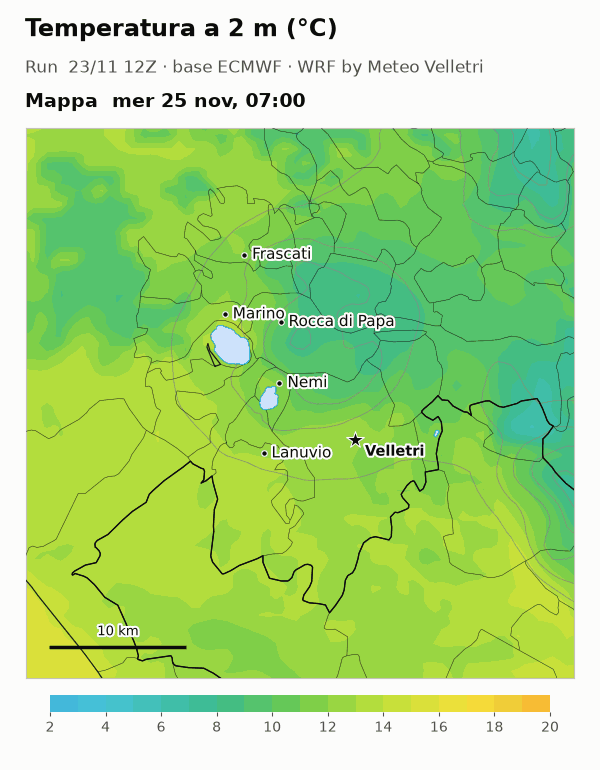 Temperatura a 2 m (°C)
Run  23/11 12Z · base ECMWF · WRF by Meteo Velletri
Mappa  mer 25 nov, 07:00
Frascati
Marino
Rocca di Papa
Nemi
Velletri
Lanuvio
10 km
2 4 6 8 10 12 14 16 18 20